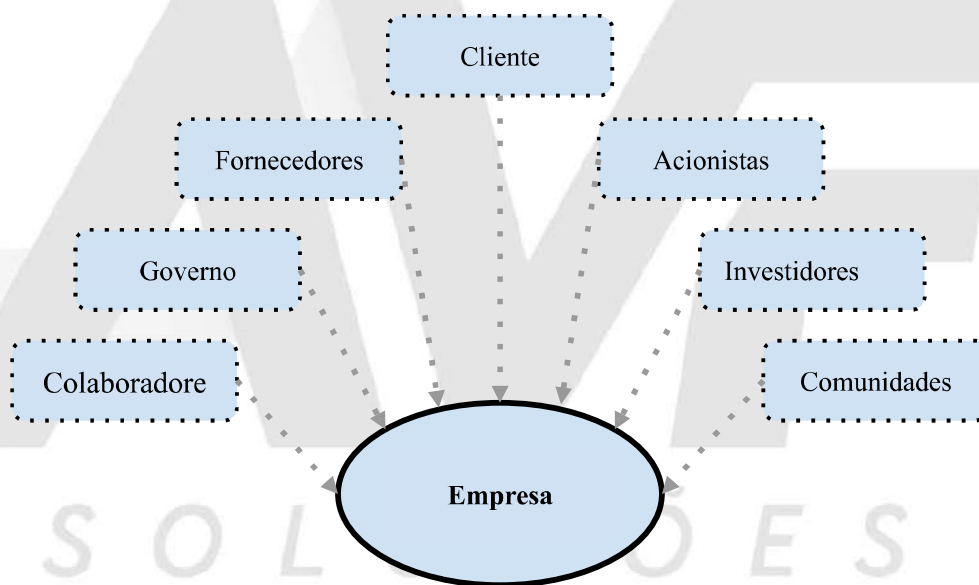 Cliente
Fornecedores
Acionistas
Governo
Investidores
Colaboradore
Comunidades
Empresa